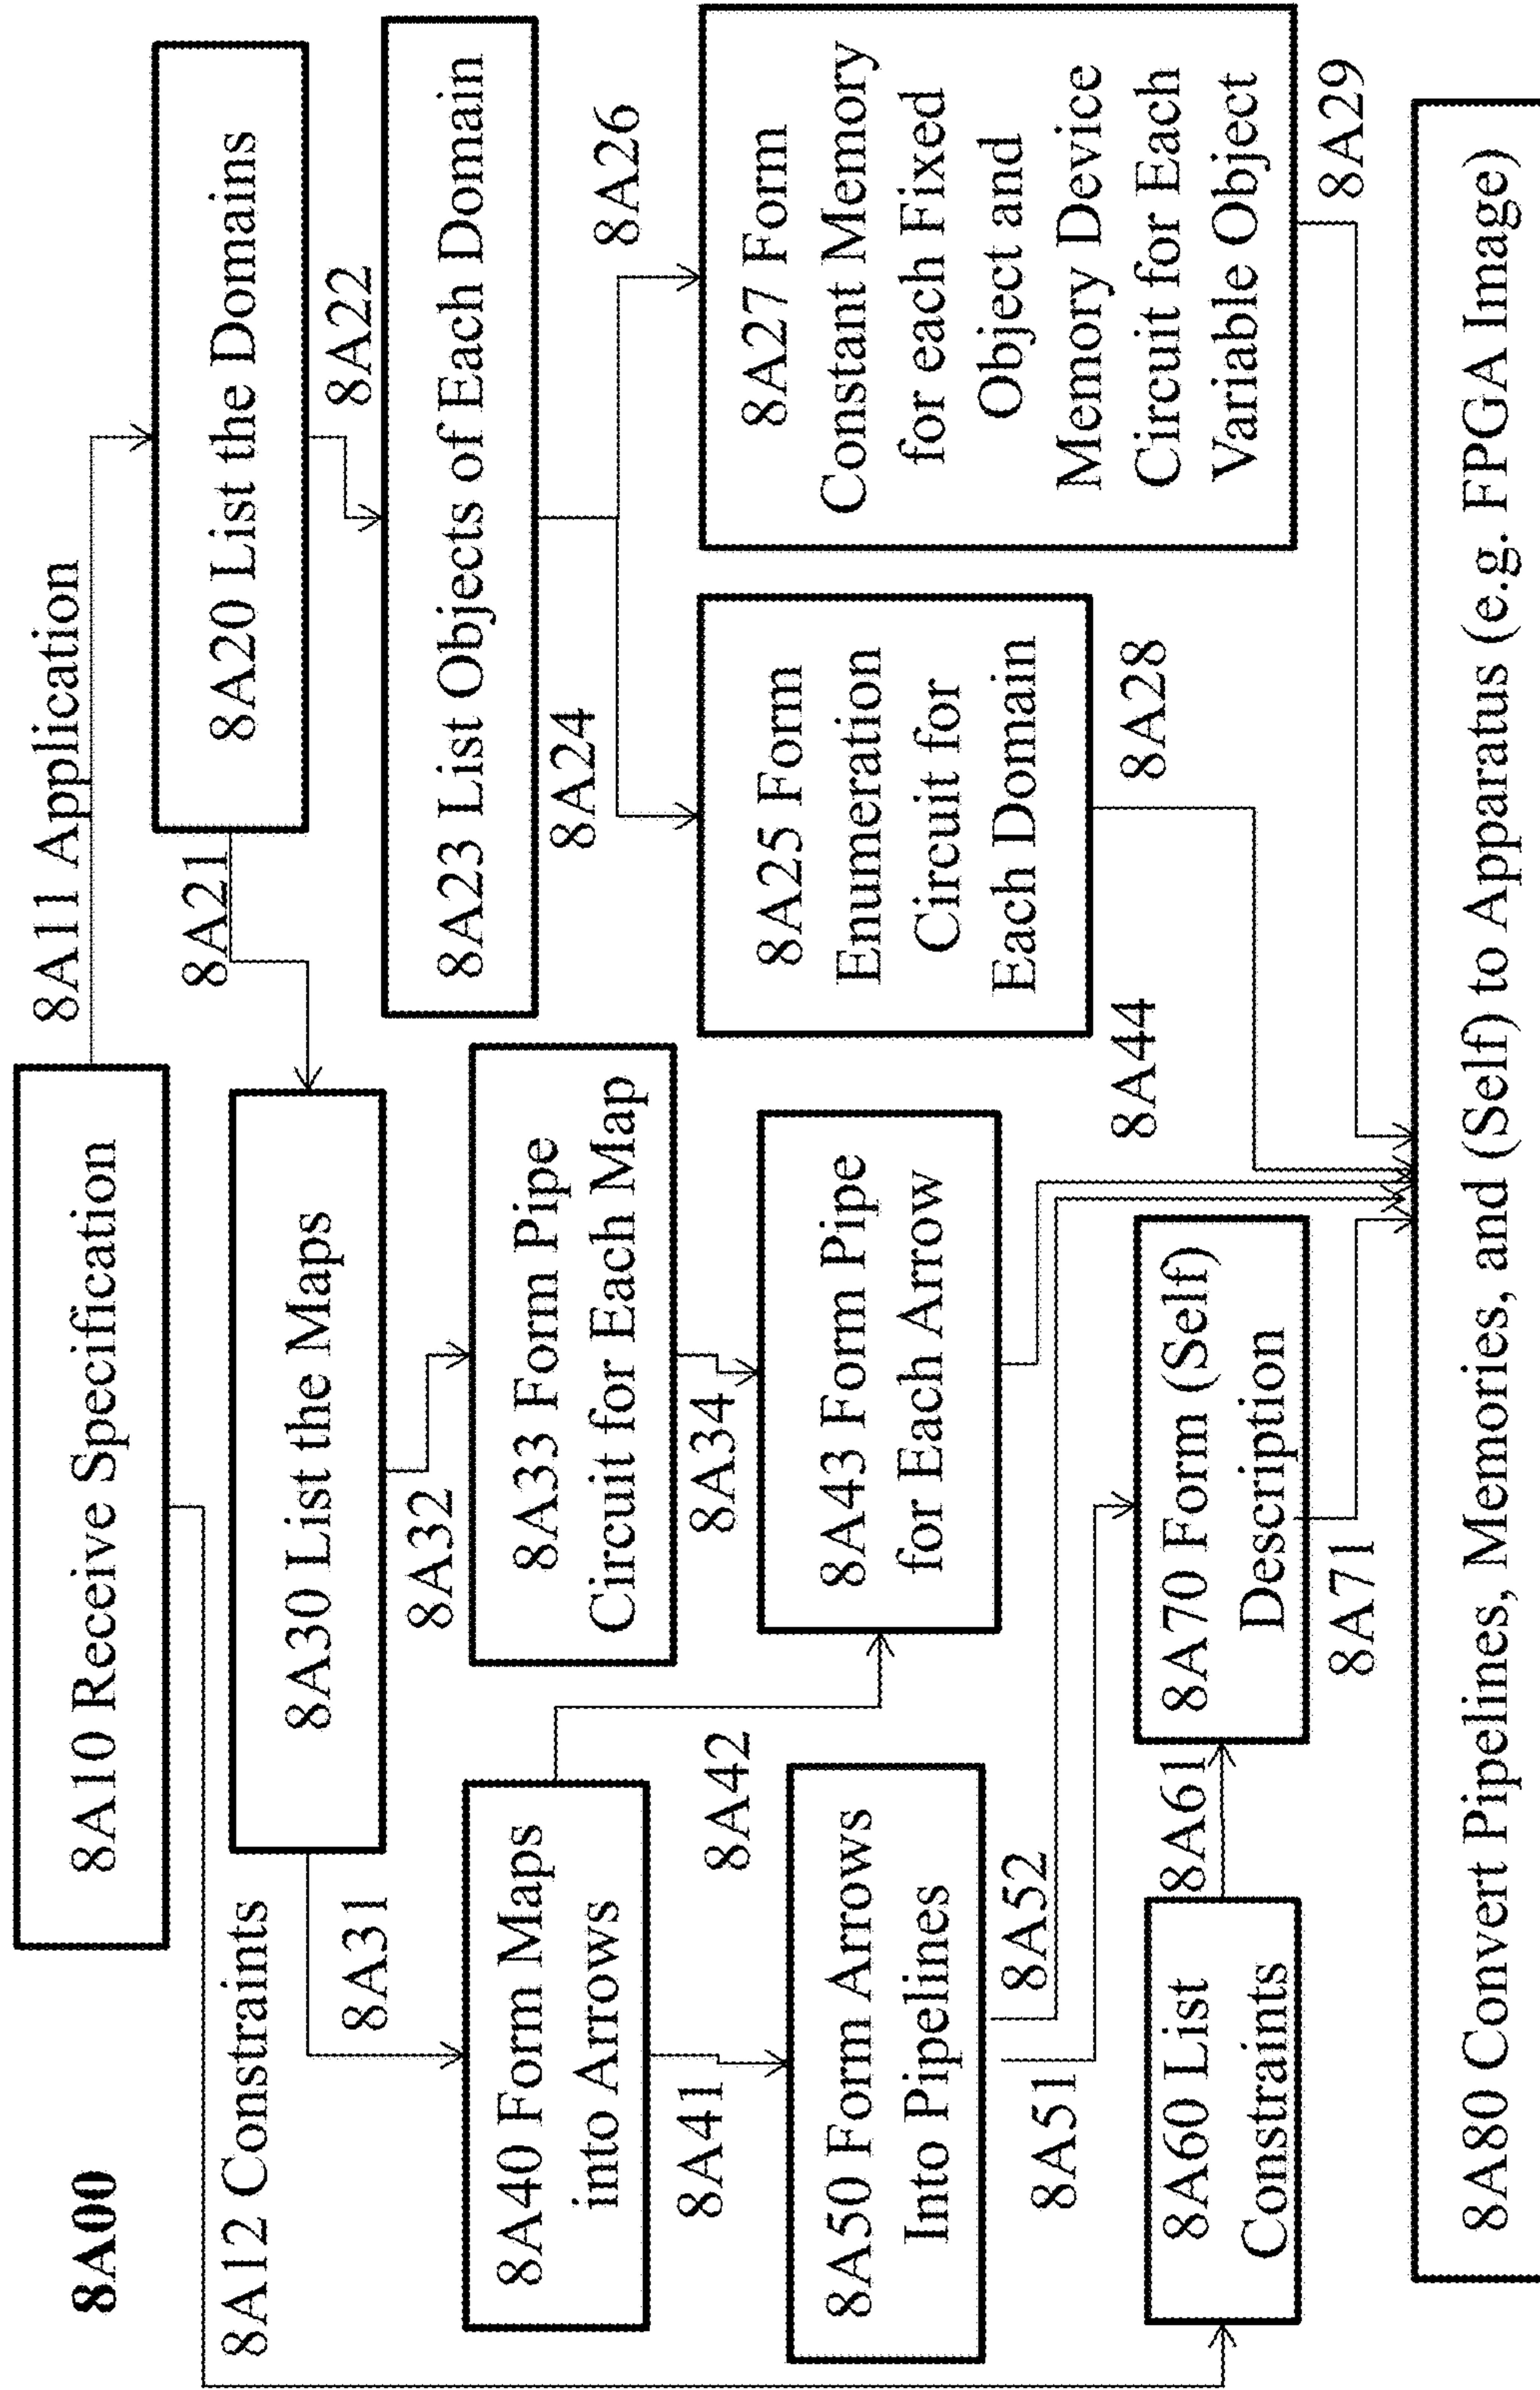 8A00
8A10 Receive Specification
8A11 Application
8A12 Constraints
8A20 List the Domains
8A21
8A22
8A30 List the Maps
8A23 List Objects of Each Domain
8A31
8A32
8A24
8A26
8A40 Form Maps
into Arrows
8A33 Form Pipe
Circuit for Each Map
8A25 Form
Enumeration
Circuit for
Each Domain
8A27 Form
Constant Memory
for each Fixed
Object and
Memory Device
Circuit for Each
Variable Object
8A41
8A42
8A34
8A50 Form Arrows
Into Pipelines
8A43 Form Pipe
for Each Arrow
8A51
8A52
8A44
8A28
8A29
8A60 List
Constraints
8A61
8A70 Form (Self)
Description
8A71
8A80 Convert Pipelines, Memories, and (Self) to Apparatus (e.g. FPGA Image)